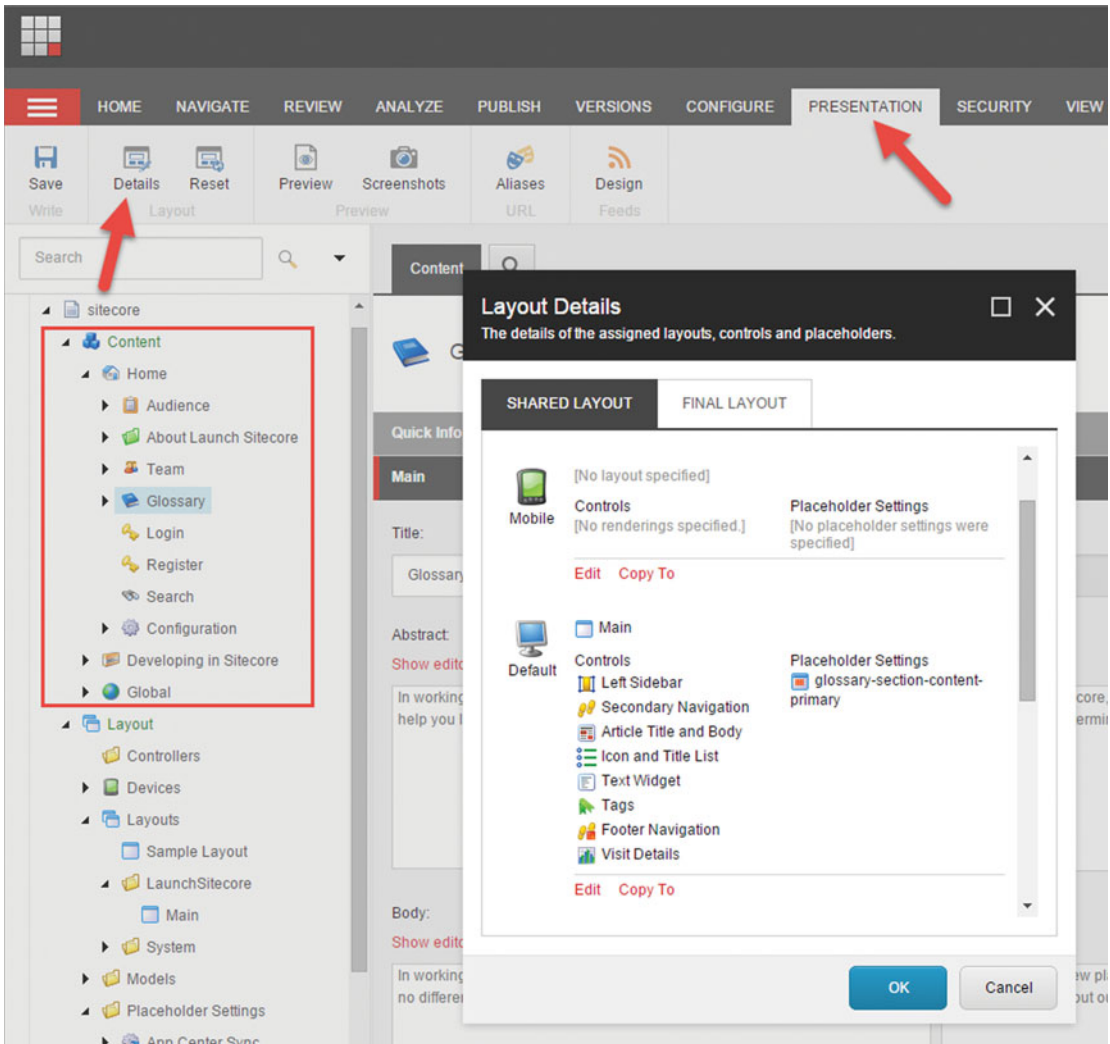 HOME NAVIGATE REVIEW ANALYZE PUBLISH VERSIONS CONFIGURE PRESENTATION SECURITY VIEW
Save Details Reset Preview Screenshots Aliases Design
Write Layout Preview URL Feeds
Search
Content
sitecore
Content
Home
Audience
About Launch Sitecore
Team
Glossary
Login
Register
Search
Configuration
Developing in Sitecore
Global
Layout
Controllers
Devices
Layouts
Sample Layout
LaunchSitecore
Main
System
Models
Placeholder Settings
App Center Sync
Quick Info
Main
Title:
Glossary
Abstract:
Show edito
In working
help you l
Body:
Show edito
In working
no differen
Layout Details
The details of the assigned layouts, controls and placeholders.
SHARED LAYOUT FINAL LAYOUT
Mobile
[No layout specified]
Controls
[No renderings specified.]
Placeholder Settings
[No placeholder settings were
specified]
Edit Copy To
Default
Main
Controls
Left Sidebar
Secondary Navigation
Article Title and Body
Icon and Title List
Text Widget
Tags
Footer Navigation
Visit Details
Placeholder Settings
glossary-section-content-
primary
Edit Copy To
OK Cancel
core,